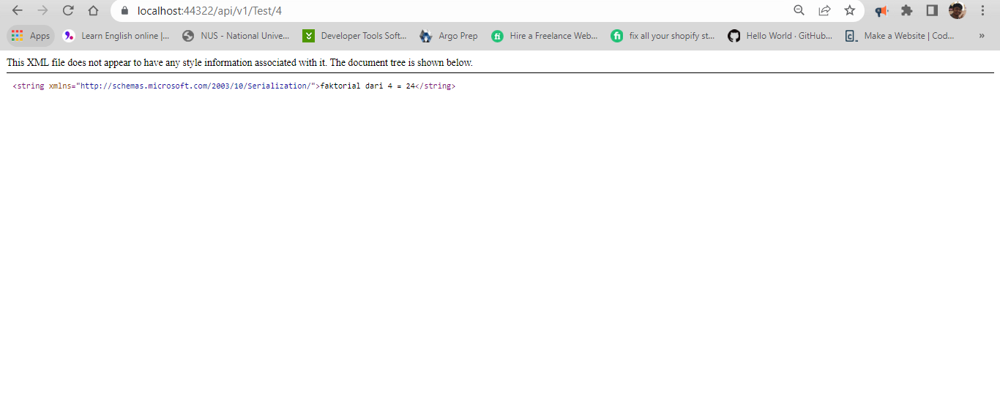 localhost:44322/api/v1/Test/4
Apps Learn English online |... NUS - National Unive... Developer Tools Soft... Argo Prep Hire a Freelance Web... fix all your shopify st... Hello World · GitHub... Make a Website | Cod... »
This XML file does not appear to have any style information associated with it. The document tree is shown below.
<string xmlns="http://schemas.microsoft.com/2003/10/Serialization/">faktorial dari 4 = 24</string>